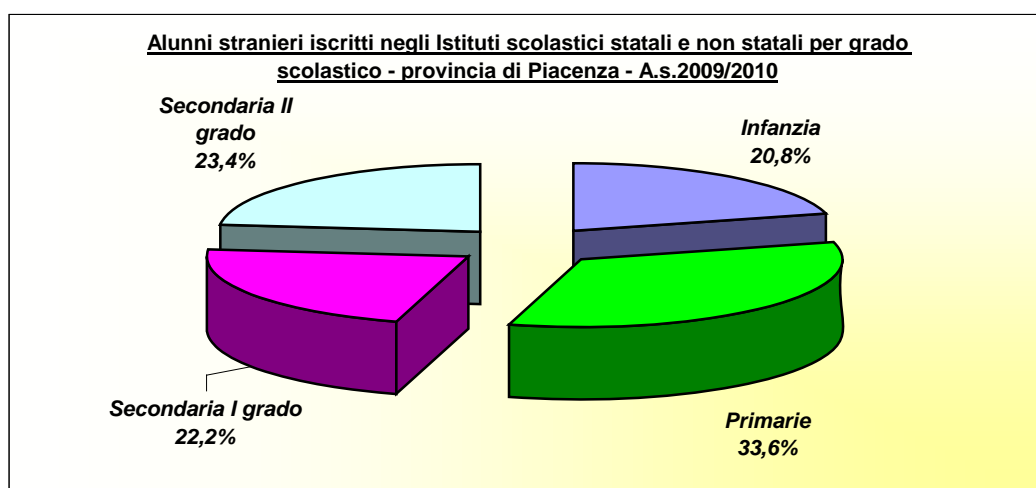 Alunni stranieri iscritti negli Istituti scolastici statali e non statali per grado
scolastico - provincia di Piacenza - A.s.2009/2010
Secondaria II
grado
23,4%
Infanzia
20,8%
Secondaria I grado
22,2%
Primarie
33,6%